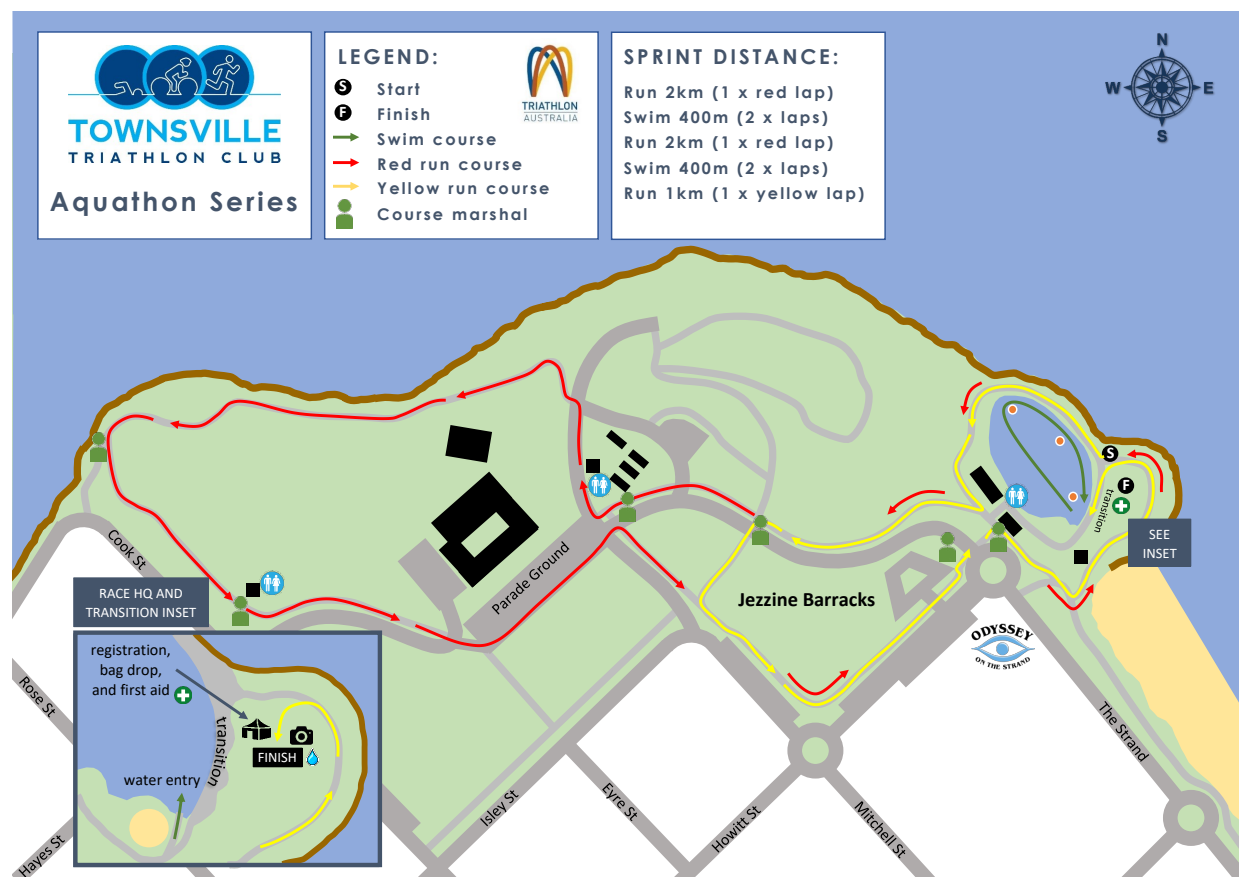 TOWNSVILLE
TRIATHLON CLUB
Aquathon Series
LEGEND:
S Start
F Finish
Swim course
Red run course
Yellow run course
Course marshal
TRIATHLON
AUSTRALIA
SPRINT DISTANCE:
Run 2km (1 x red lap)
Swim 400m (2 x laps)
Run 2km (1 x red lap)
Swim 400m (2 x laps)
Run 1km (1 x yellow lap)
N
W
E
S
S
F
transition
SEE
INSET
Cook St
Parade Ground
Jezzine Barracks
ODYSSEY
ON THE STRAND
RACE HQ AND
TRANSITION INSET
registration,
bag drop,
and first aid
transition
FINISH
water entry
Rose St
Hayes St
Isley St
Eyre St
Howitt St
Mitchell St
The Strand